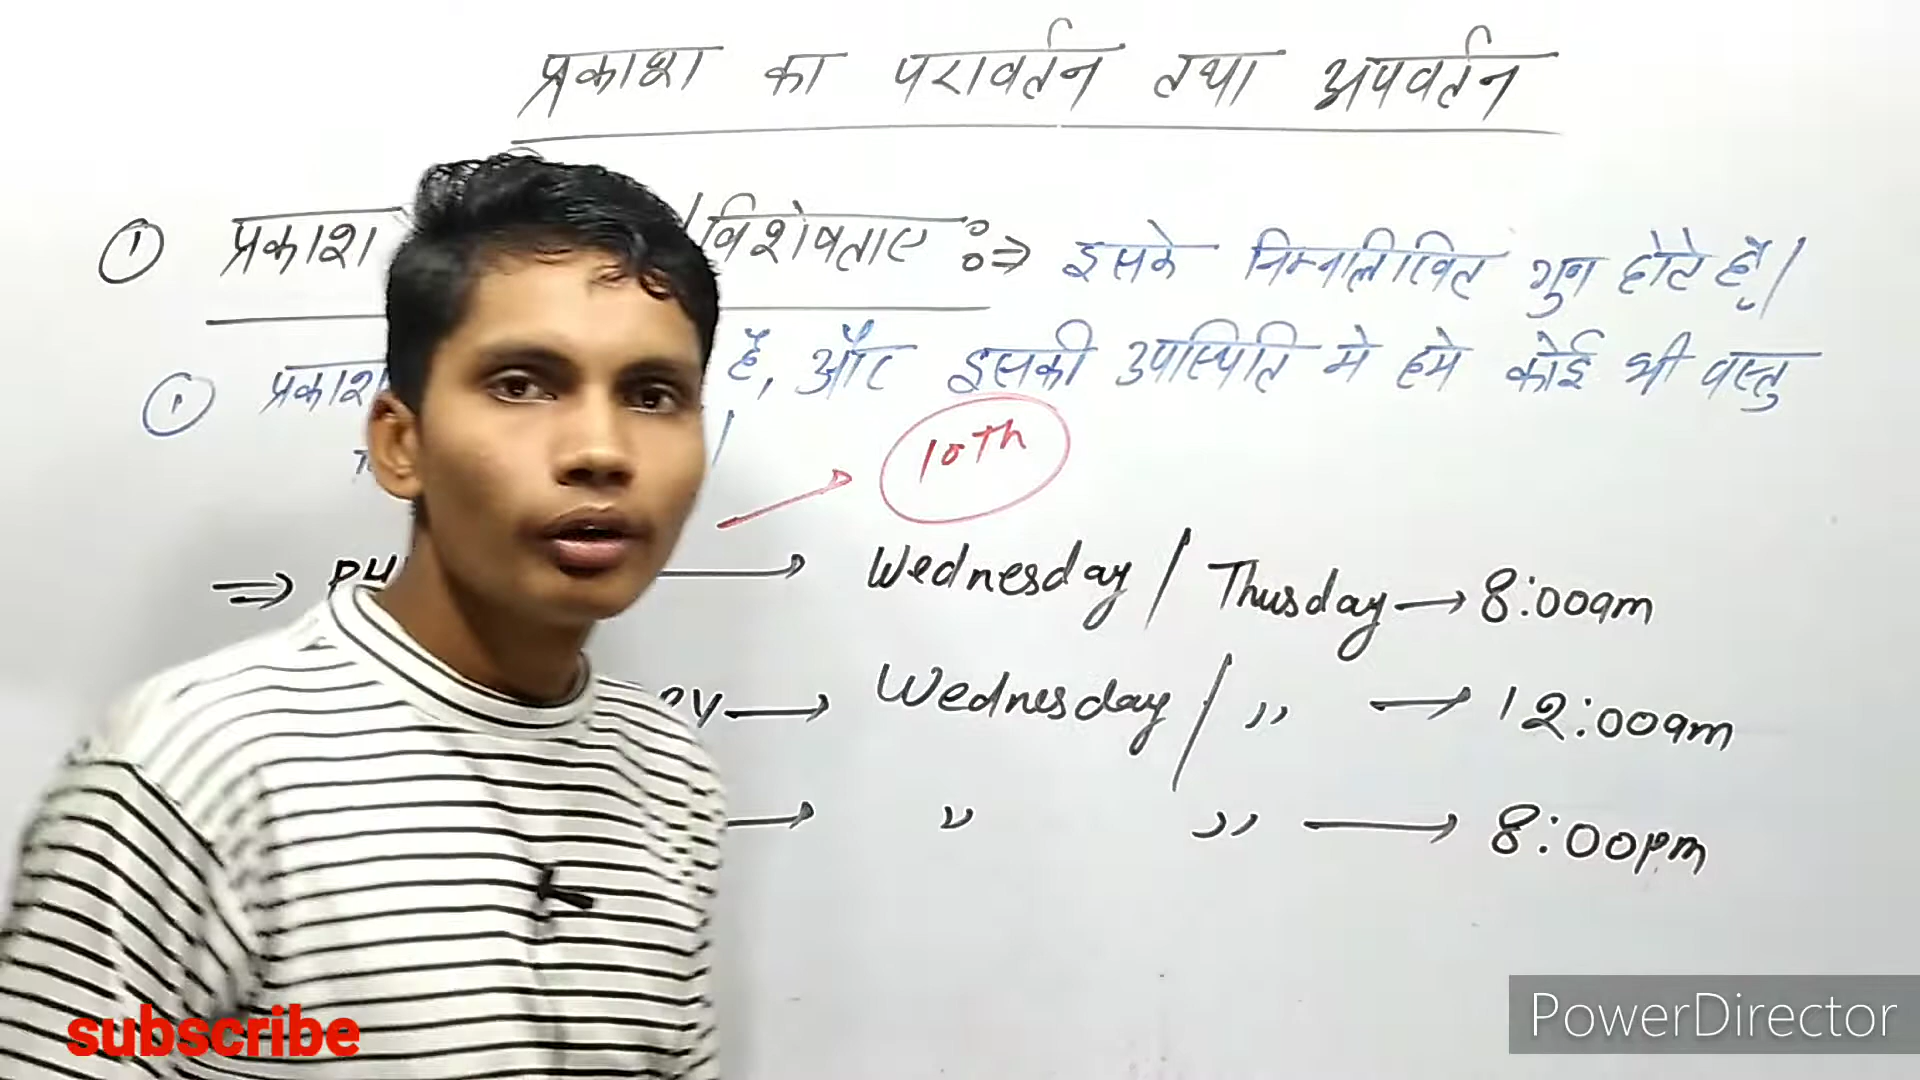 प्रकाश का परावर्तन तथा अपवर्तन
① प्रकाश विशेषताए :⇒ इसके निम्नलिखित गुन होते हैं।
① प्रकाश है, और इसकी उपस्थिति मे हमे कोई भी वस्तु
10Th
⇒ → Wednesday / Thusday → 8:00am
→ Wednesday / ,, → 12:00am
→ ,, ,, → 8:00pm
subscribe
PowerDirector